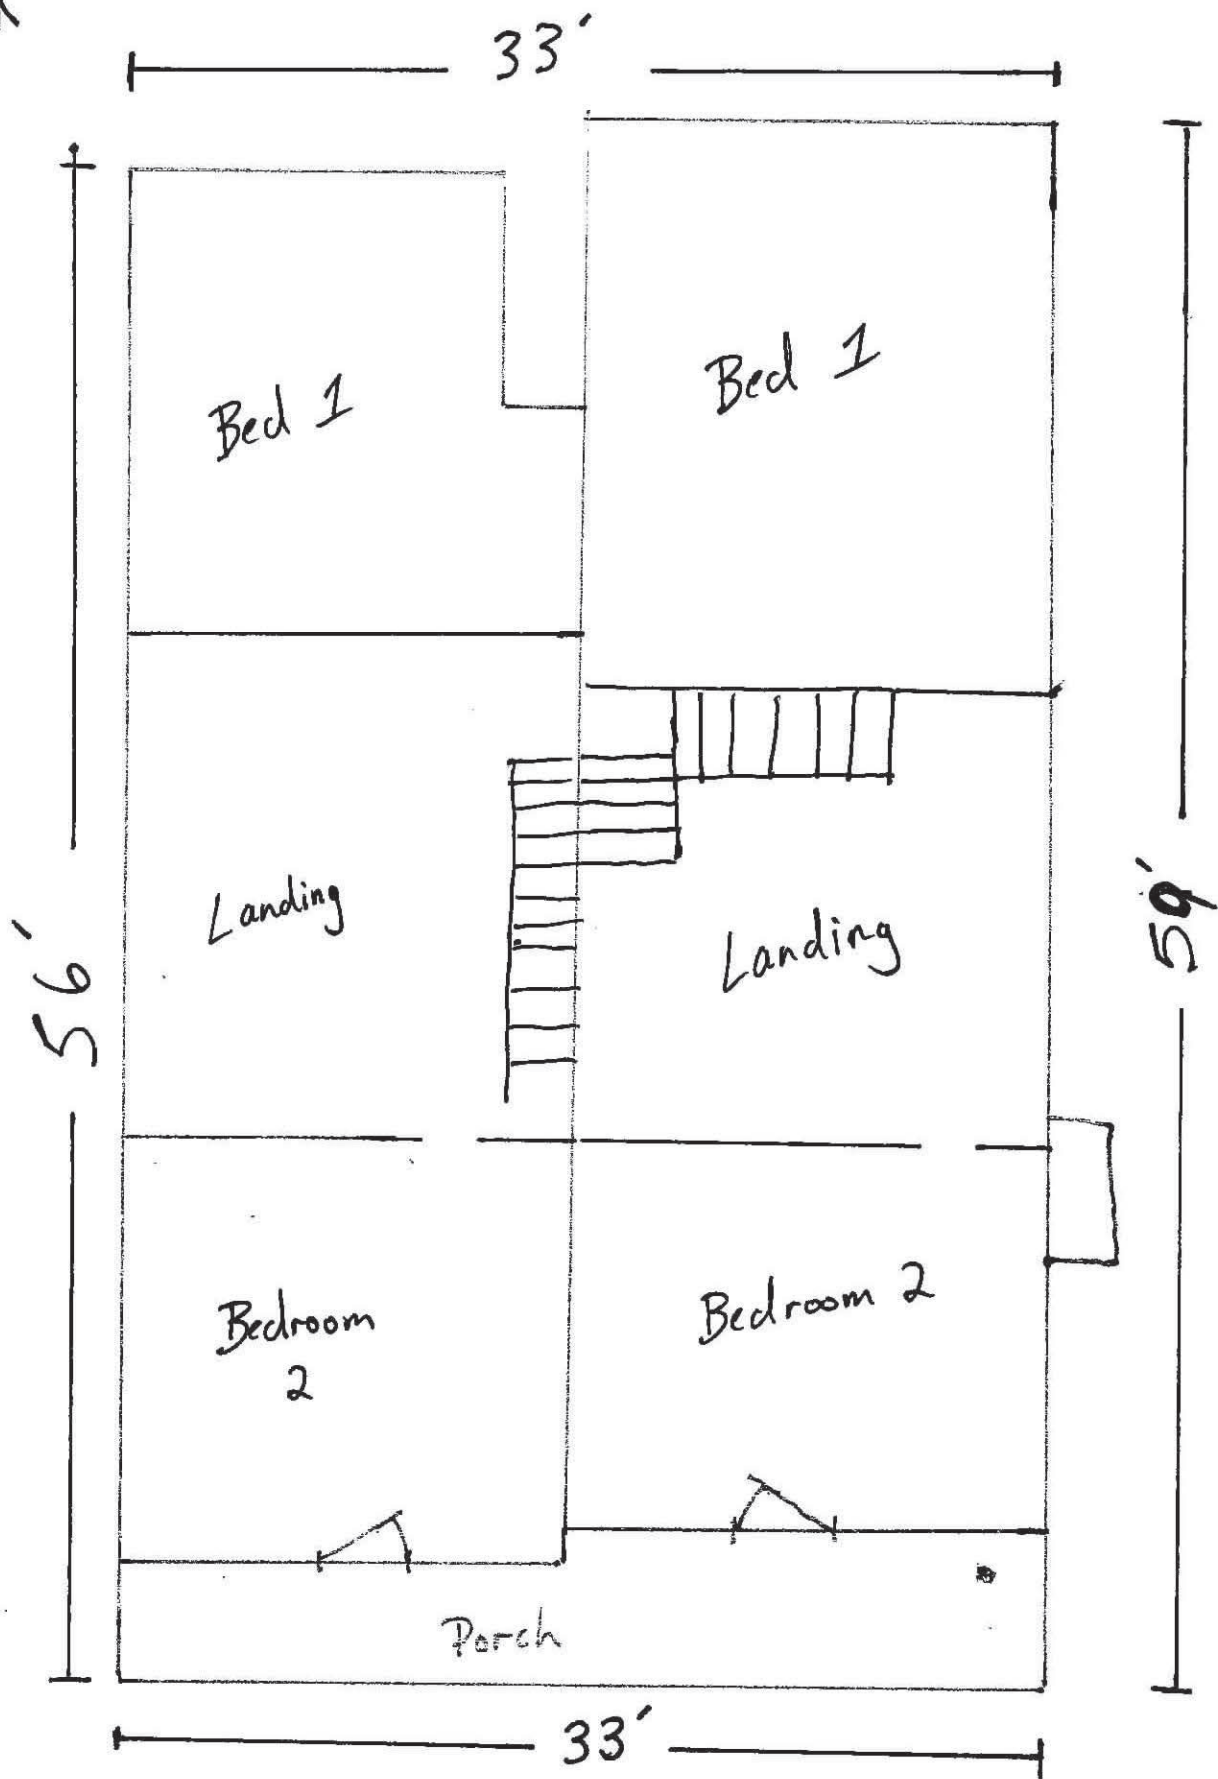 33'
Bed 1
Bed 1
Landing
Landing
56'
59'
Bedroom
2
Bedroom 2
Porch
33'